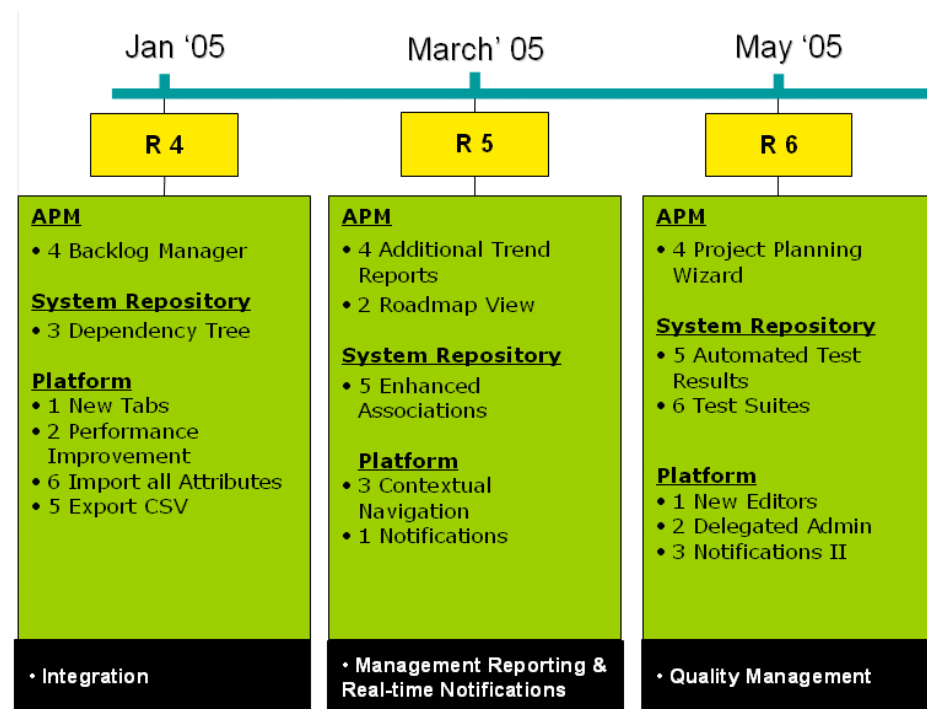 Jan ‘05
March’ 05
May ‘05
R 4
R 5
R 6
APM
• 4 Backlog Manager
System Repository
• 3 Dependency Tree
Platform
• 1 New Tabs
• 2 Performance
Improvement
• 6 Import all Attributes
• 5 Export CSV
• Integration
APM
• 4 Additional Trend
Reports
• 2 Roadmap View
System Repository
• 5 Enhanced
Associations
Platform
• 3 Contextual
Navigation
• 1 Notifications
• Management Reporting &
Real-time Notifications
APM
• 4 Project Planning
Wizard
System Repository
• 5 Automated Test
Results
• 6 Test Suites
Platform
• 1 New Editors
• 2 Delegated Admin
• 3 Notifications II
• Quality Management